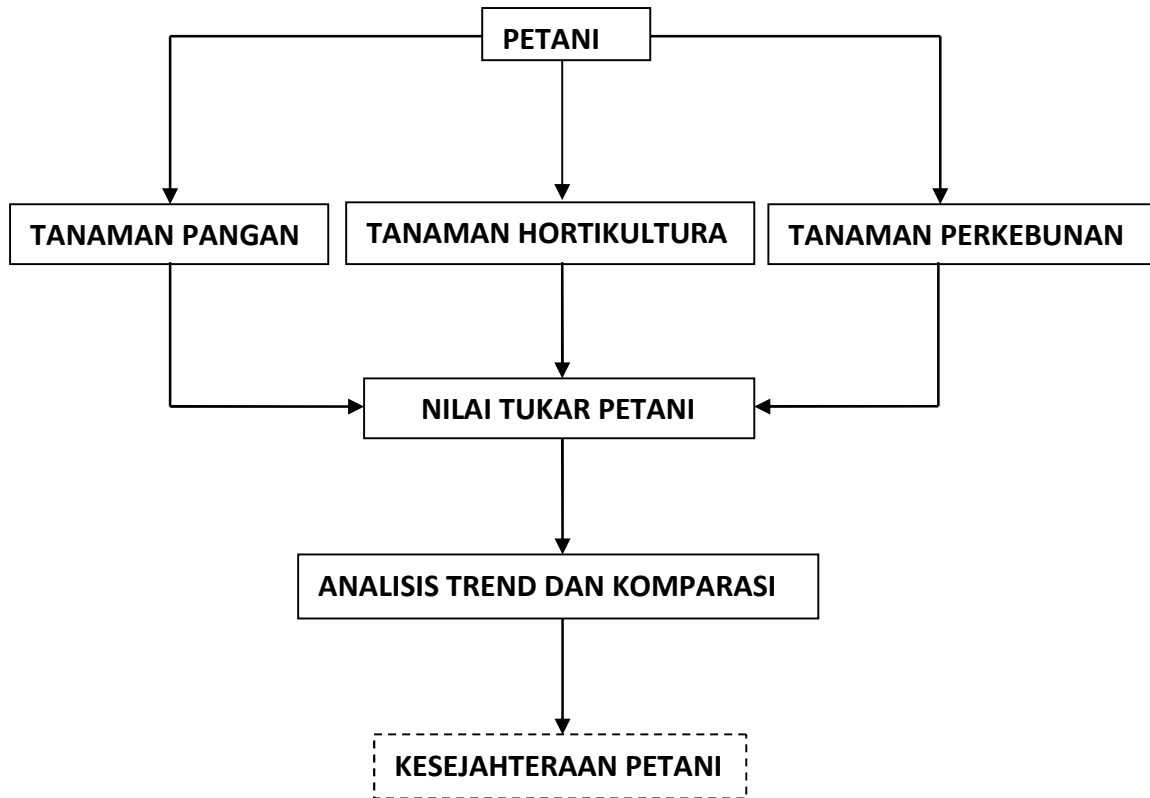 PETANI
TANAMAN PANGAN
TANAMAN HORTIKULTURA
TANAMAN PERKEBUNAN
NILAI TUKAR PETANI
ANALISIS TREND DAN KOMPARASI
KESEJAHTERAAN PETANI